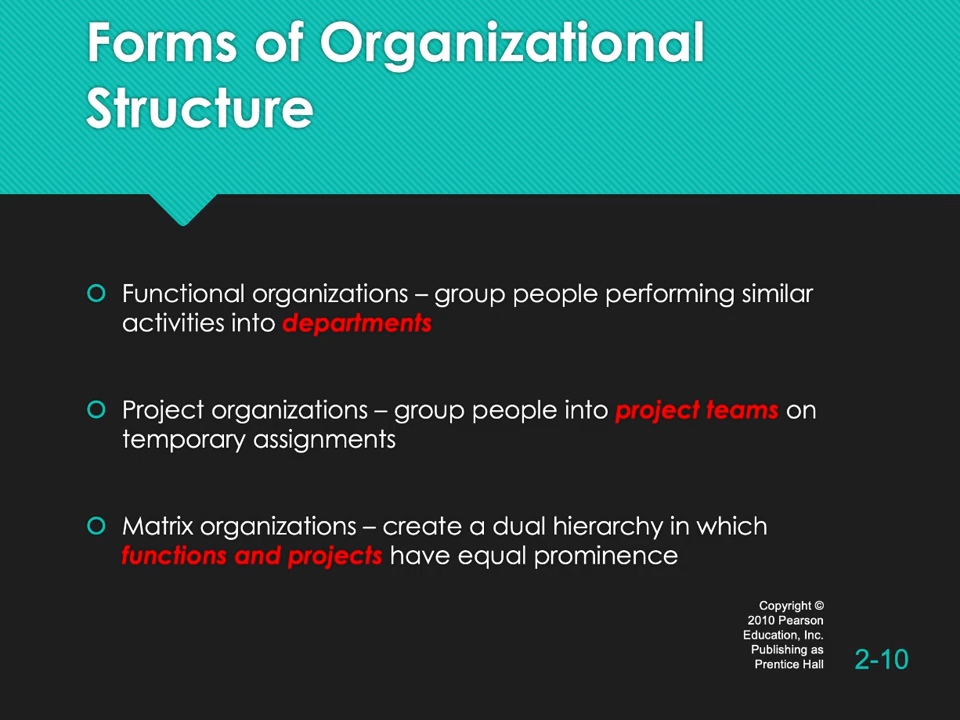 Forms of Organizational
Structure
Functional organizations – group people performing similar
activities into departments
Project organizations – group people into project teams on
temporary assignments
Matrix organizations – create a dual hierarchy in which
functions and projects have equal prominence
Copyright ©
2010 Pearson
Education, Inc.
Publishing as
Prentice Hall
2-10